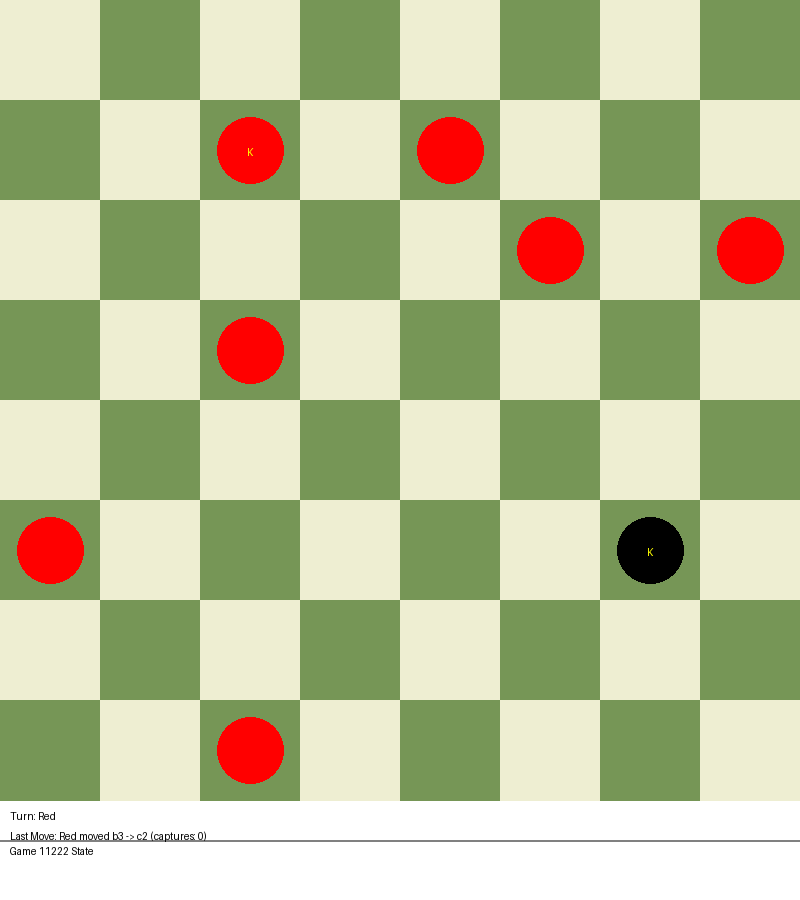 K
K
Turn: Red
Last Move: Red moved b3 -> c2 (captures: 0)
Game 11222 State